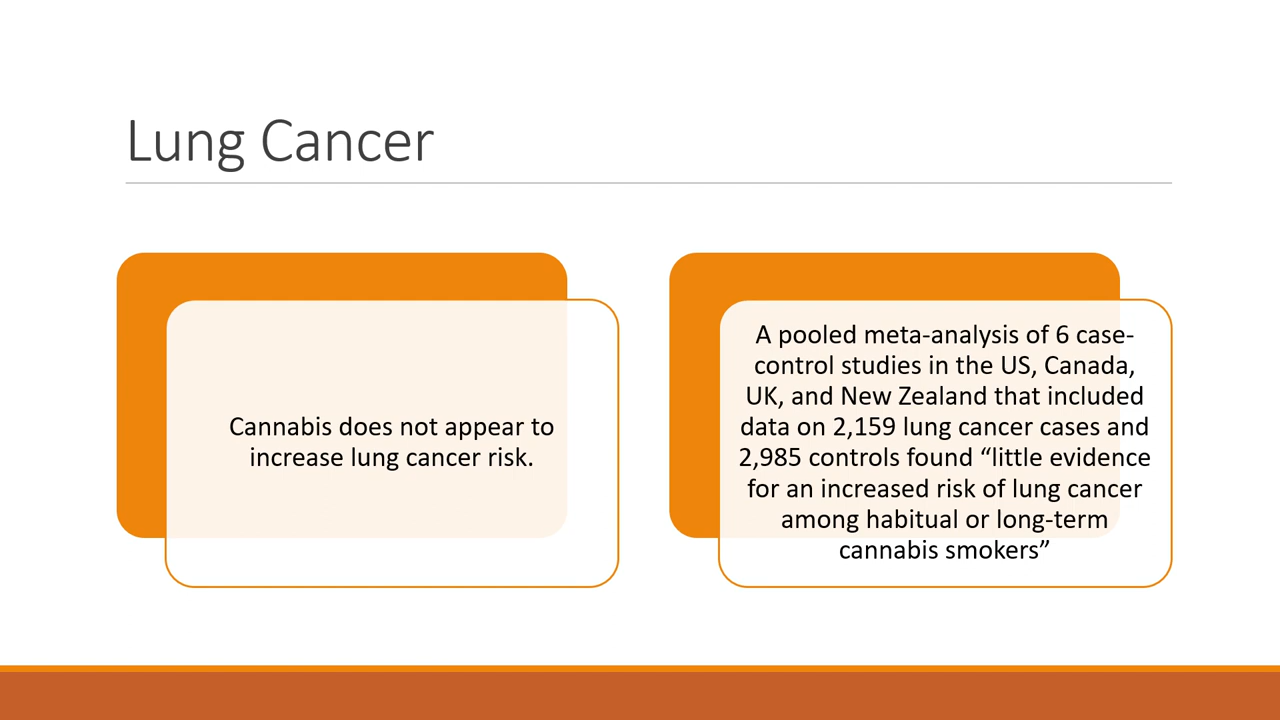 Lung Cancer
Cannabis does not appear to
increase lung cancer risk.
A pooled meta-analysis of 6 case-
control studies in the US, Canada,
UK, and New Zealand that included
data on 2,159 lung cancer cases and
2,985 controls found “little evidence
for an increased risk of lung cancer
among habitual or long-term
cannabis smokers”